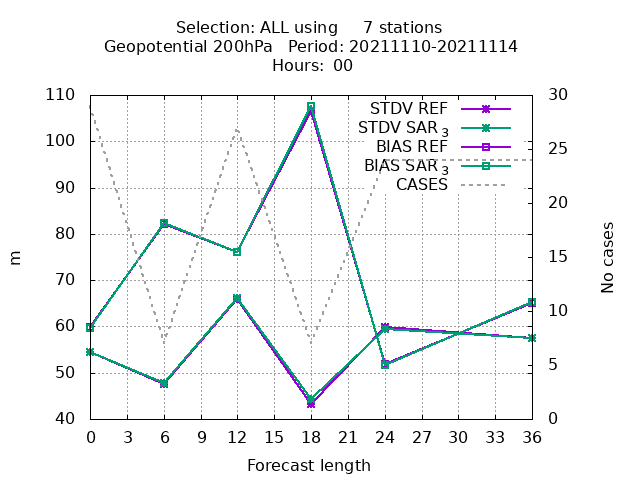 Selection: ALL using 7 stations
Geopotential 200hPa Period: 20211110-20211114
Hours: 00
110
100
90
80
70
60
50
40
m
30
25
20
15
10
5
0
No cases
STDV REF
STDV SAR 3
BIAS REF
BIAS SAR 3
CASES
0 3 6 9 12 15 18 21 24 27 30 33 36
Forecast length